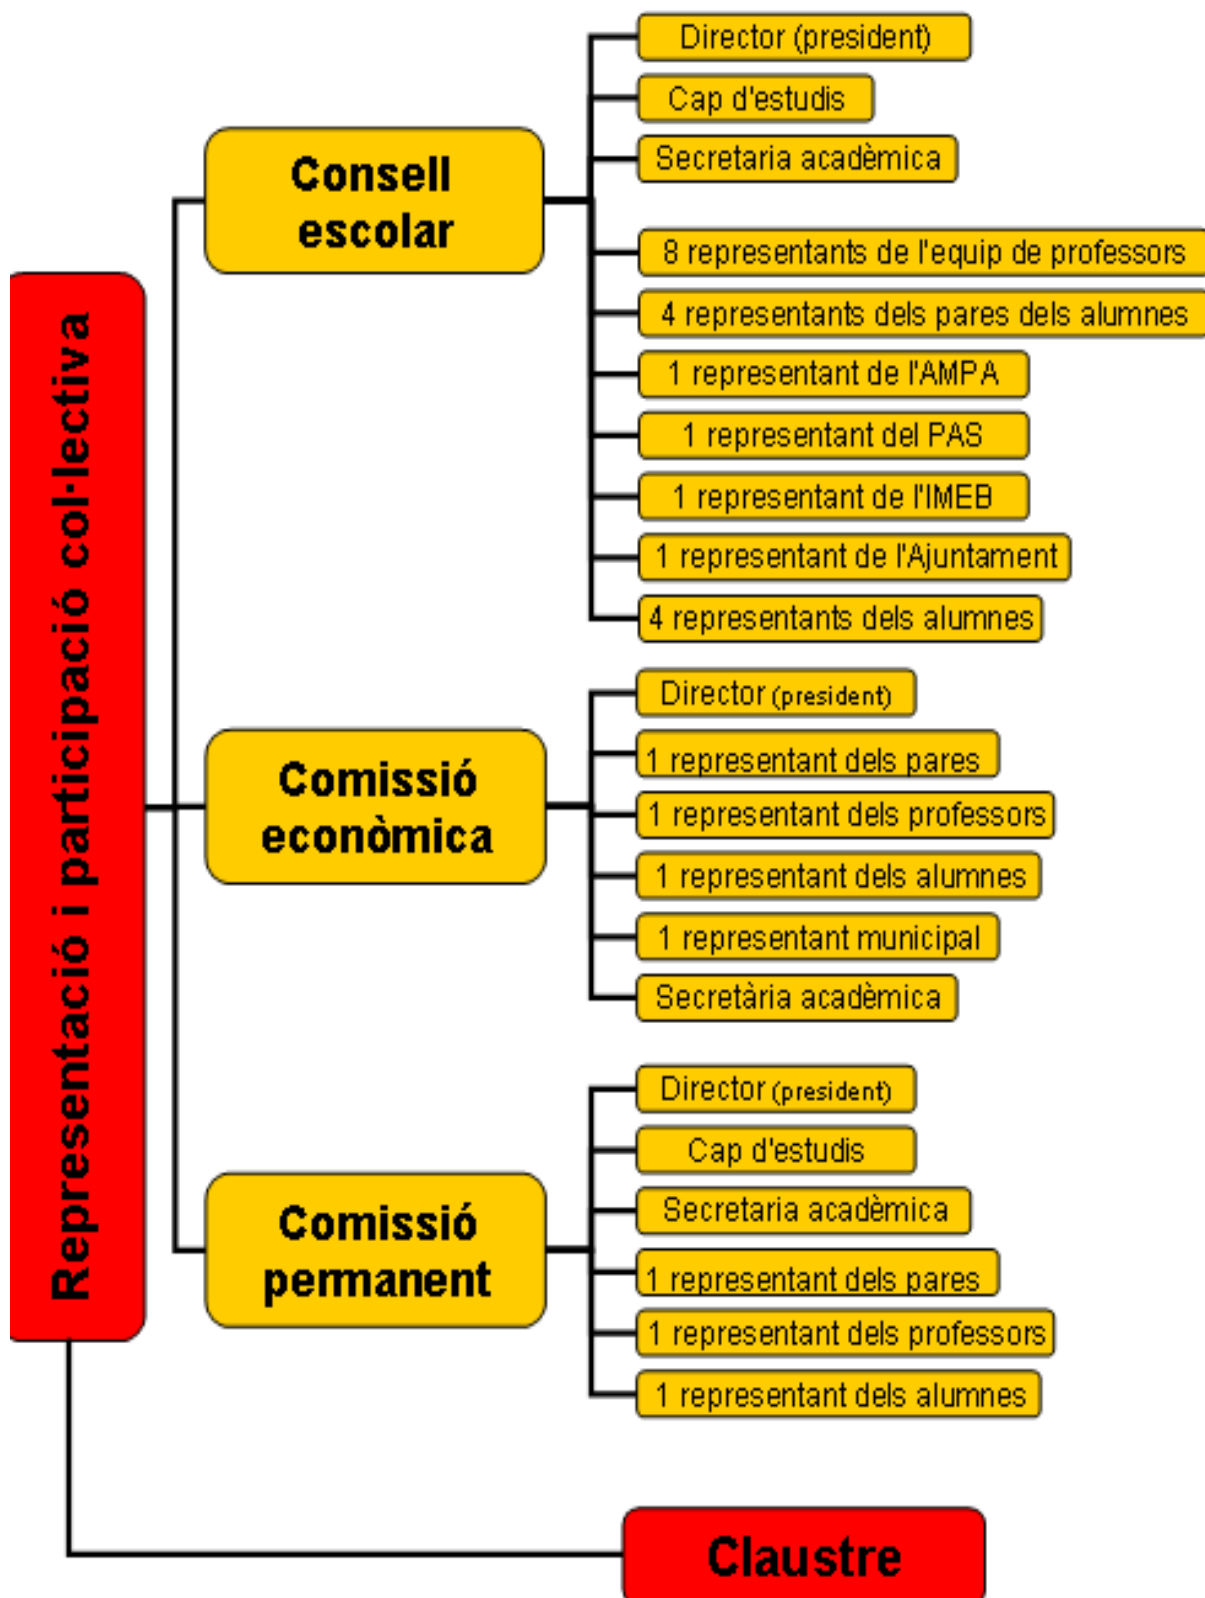 Representació i participació col·lectiva
Consell
escolar
Director (president)
Cap d'estudis
Secretaria acadèmica
8 representants de l'equip de professors
4 representants dels pares dels alumnes
1 representant de l'AMPA
1 representant del PAS
1 representant de l'IMEB
1 representant de l'Ajuntament
4 representants dels alumnes
Comissió
econòmica
Director (president)
1 representant dels pares
1 representant dels professors
1 representant dels alumnes
1 representant municipal
Secretària acadèmica
Comissió
permanent
Director (president)
Cap d'estudis
Secretaria acadèmica
1 representant dels pares
1 representant dels professors
1 representant dels alumnes
Claustre